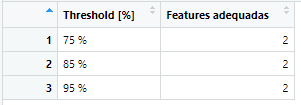 Threshold [%] Features adequadas
1 75 % 2
2 85 % 2
3 95 % 2